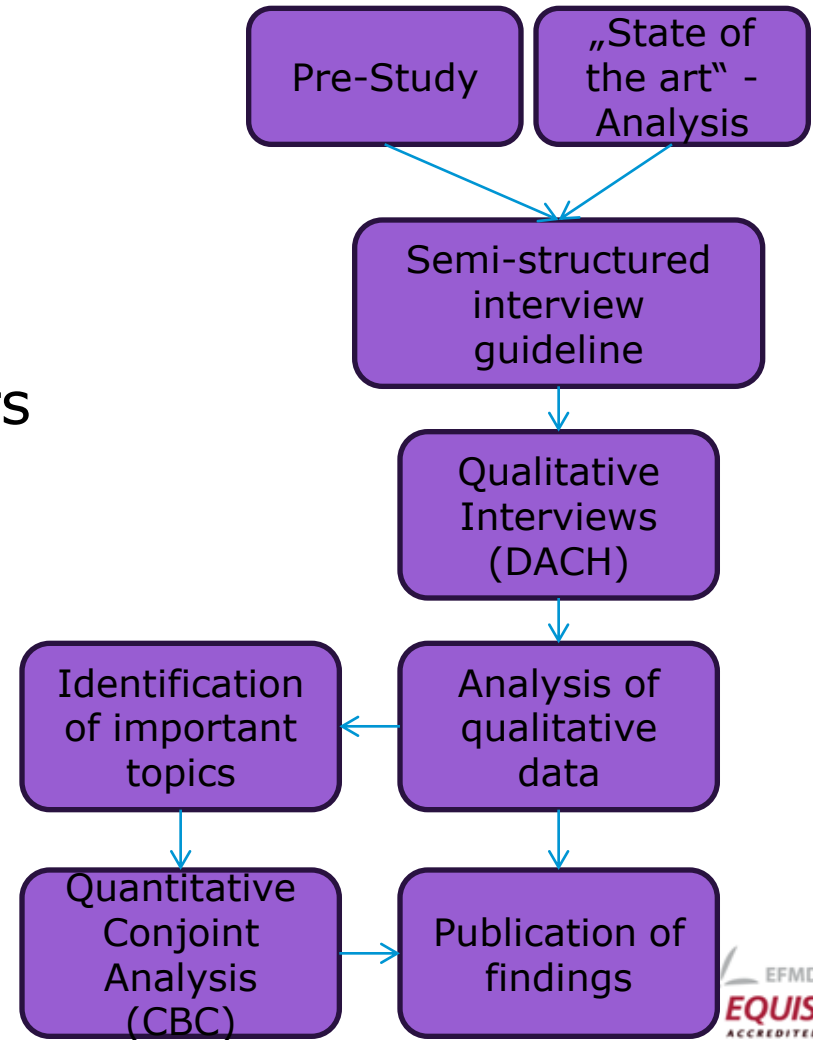 Pre-Study
„State of
the art“ -
Analysis
Semi-structured
interview
guideline
Qualitative
Interviews
(DACH)
Identification
of important
topics
Analysis of
qualitative
data
Quantitative
Conjoint
Analysis
(CBC)
Publication of
findings
EFMD
EQUIS
ACCREDITED